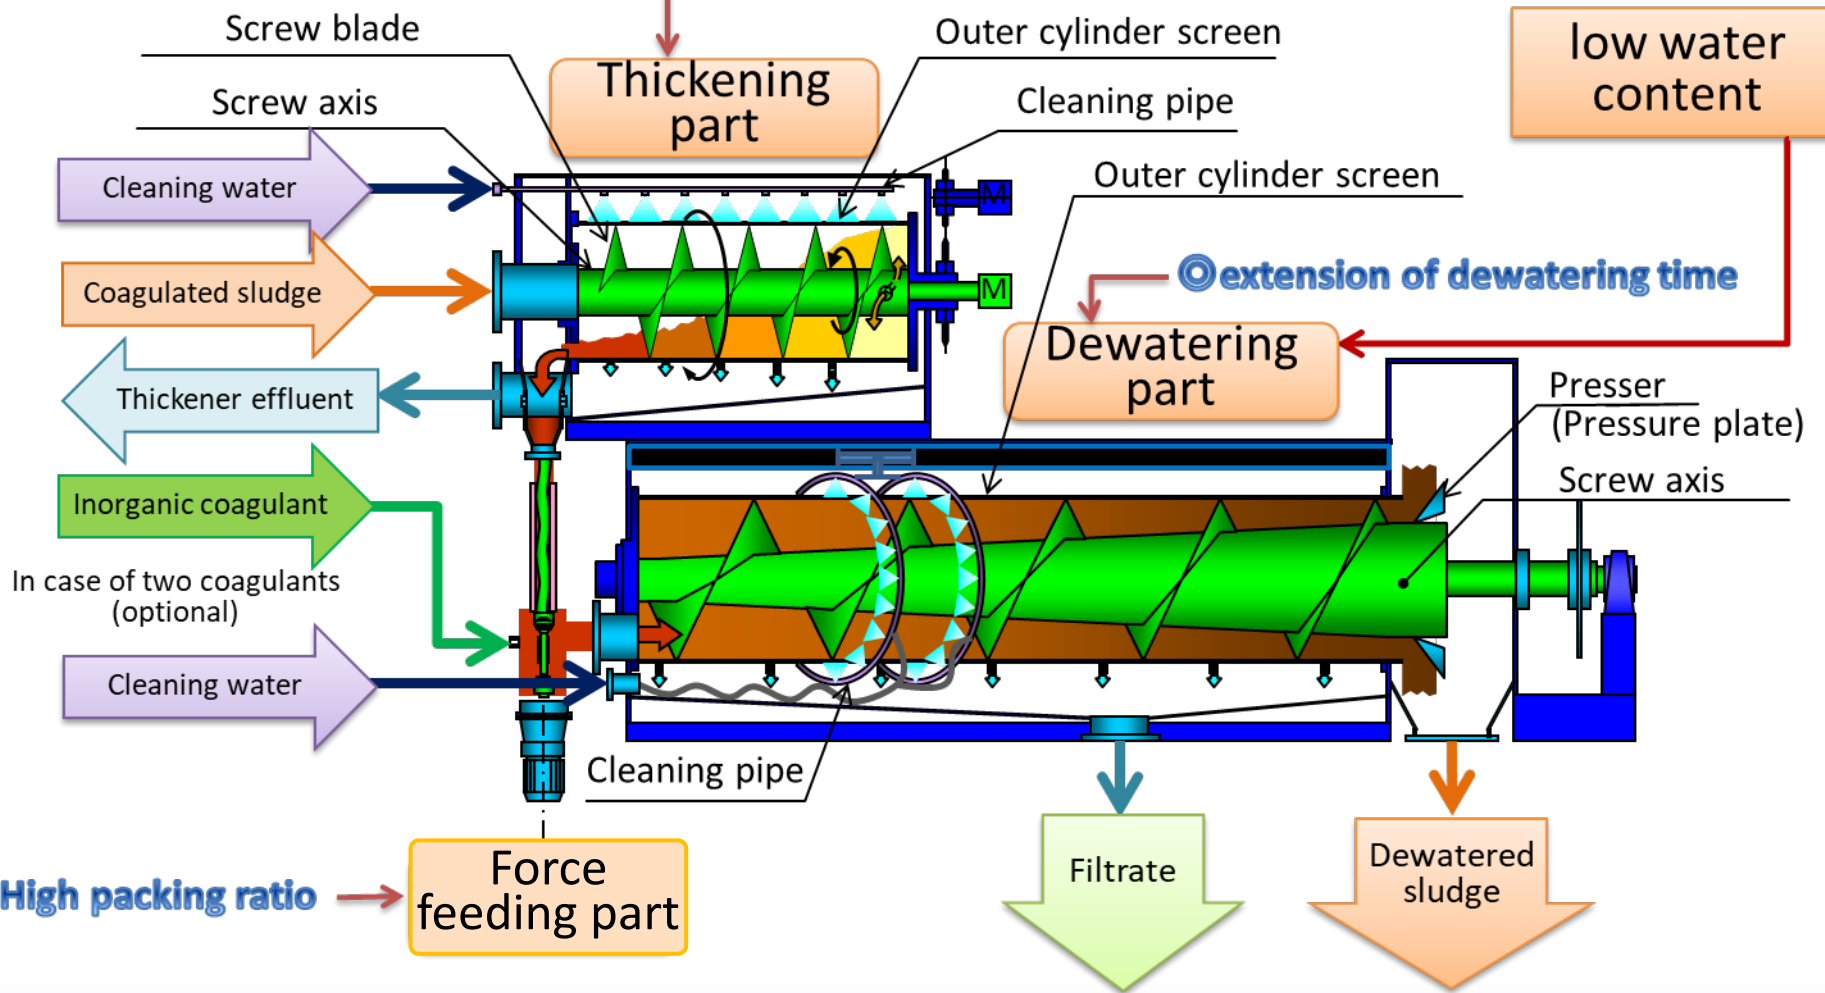 Screw blade
Outer cylinder screen
low water
content
Thickening
part
Screw axis
Cleaning pipe
Cleaning water
Outer cylinder screen
M
Coagulated sludge
M
◎extension of dewatering time
Dewatering
part
Thickener effluent
Presser
(Pressure plate)
Inorganic coagulant
Screw axis
In case of two coagulants
(optional)
Cleaning water
Cleaning pipe
Force
feeding part
High packing ratio
Filtrate
Dewatered
sludge